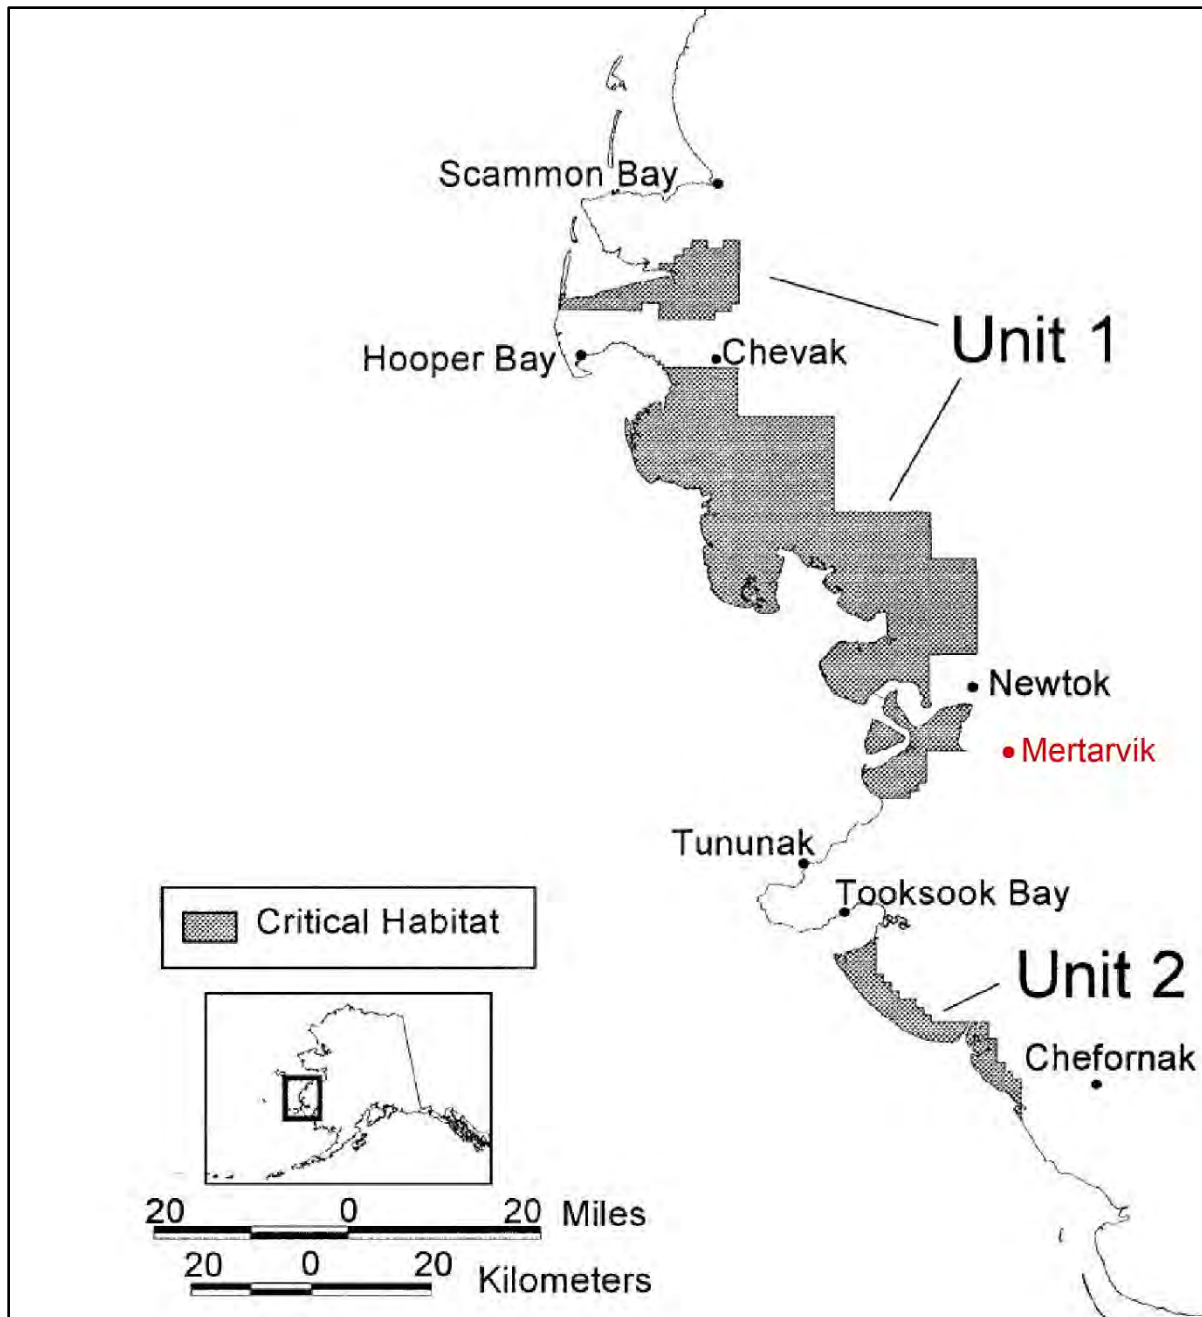 Scammon Bay
Unit 1
Hooper Bay
Chevak
Newtok
Mertarvik
Tununak
Tooksook Bay
Critical Habitat
Unit 2
Chefornak
20 0 20 Miles
20 0 20 Kilometers